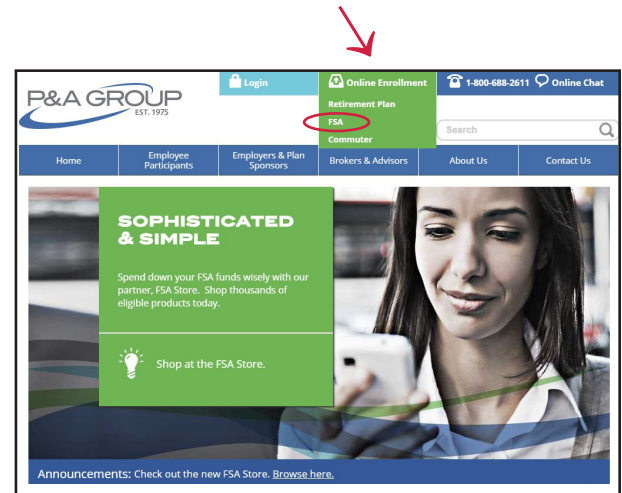 Login
Online Enrollment
1-800-688-2611 Online Chat
P&A GROUP
EST. 1975
Retirement Plan
FSA
Commuter
Search
Home
Employee Participants
Employers & Plan Sponsors
Brokers & Advisors
About Us
Contact Us
SOPHISTICATED
& SIMPLE
Spend down your FSA funds wisely with our
partner, FSA Store. Shop thousands of
eligible products today.
Shop at the FSA Store.
Announcements: Check out the new FSA Store. Browse here.